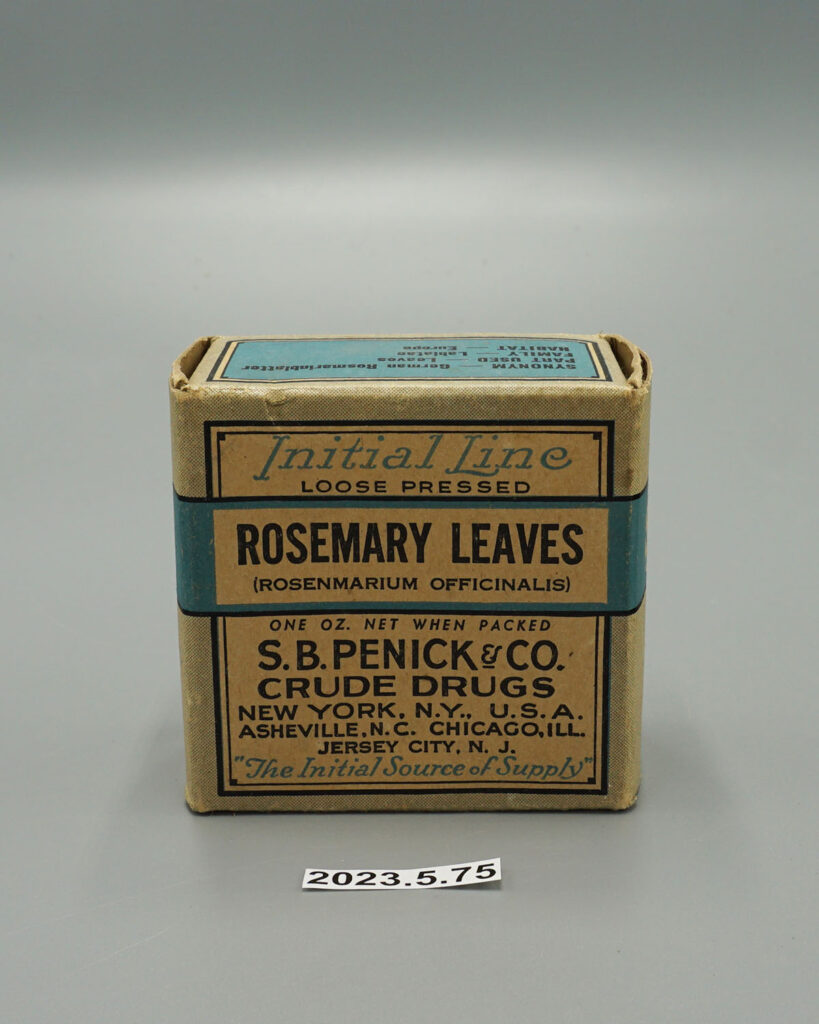 SYNONYM — German Rosmarinblatter
PART USED — Leaves
FAMILY — Labiatae
HABITAT — Europe
Initial Line
LOOSE PRESSED
ROSEMARY LEAVES
(ROSENMARIUM OFFICINALIS)
ONE OZ. NET WHEN PACKED
S.B. PENICK & CO.
CRUDE DRUGS
NEW YORK, N.Y., U.S.A.
ASHEVILLE, N.C. CHICAGO, ILL.
JERSEY CITY, N. J.
"The Initial Source of Supply"
2023.5.75